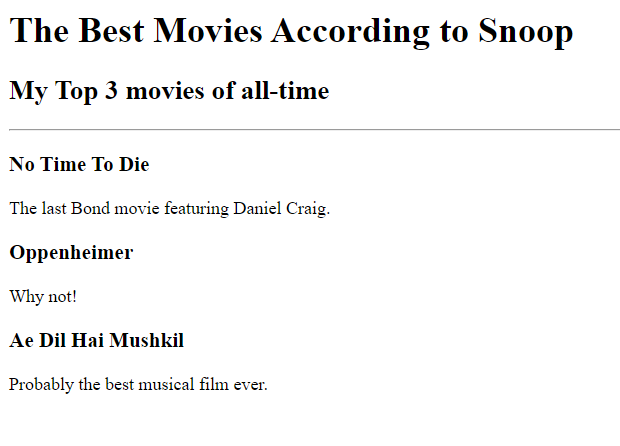 The Best Movies According to Snoop
My Top 3 movies of all-time
No Time To Die
The last Bond movie featuring Daniel Craig.
Oppenheimer
Why not!
Ae Dil Hai Mushkil
Probably the best musical film ever.